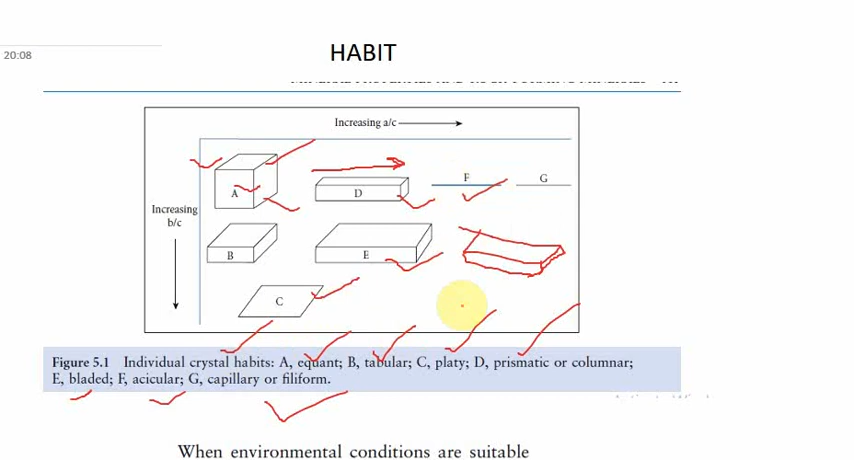 HABIT
20:08
Increasing a/c
A
D
F
G
Increasing
b/c
B
E
C
Figure 5.1 Individual crystal habits: A, equant; B, tabular; C, platy; D, prismatic or columnar;
E, bladed; F, acicular; G, capillary or filiform.
When environmental conditions are suitable